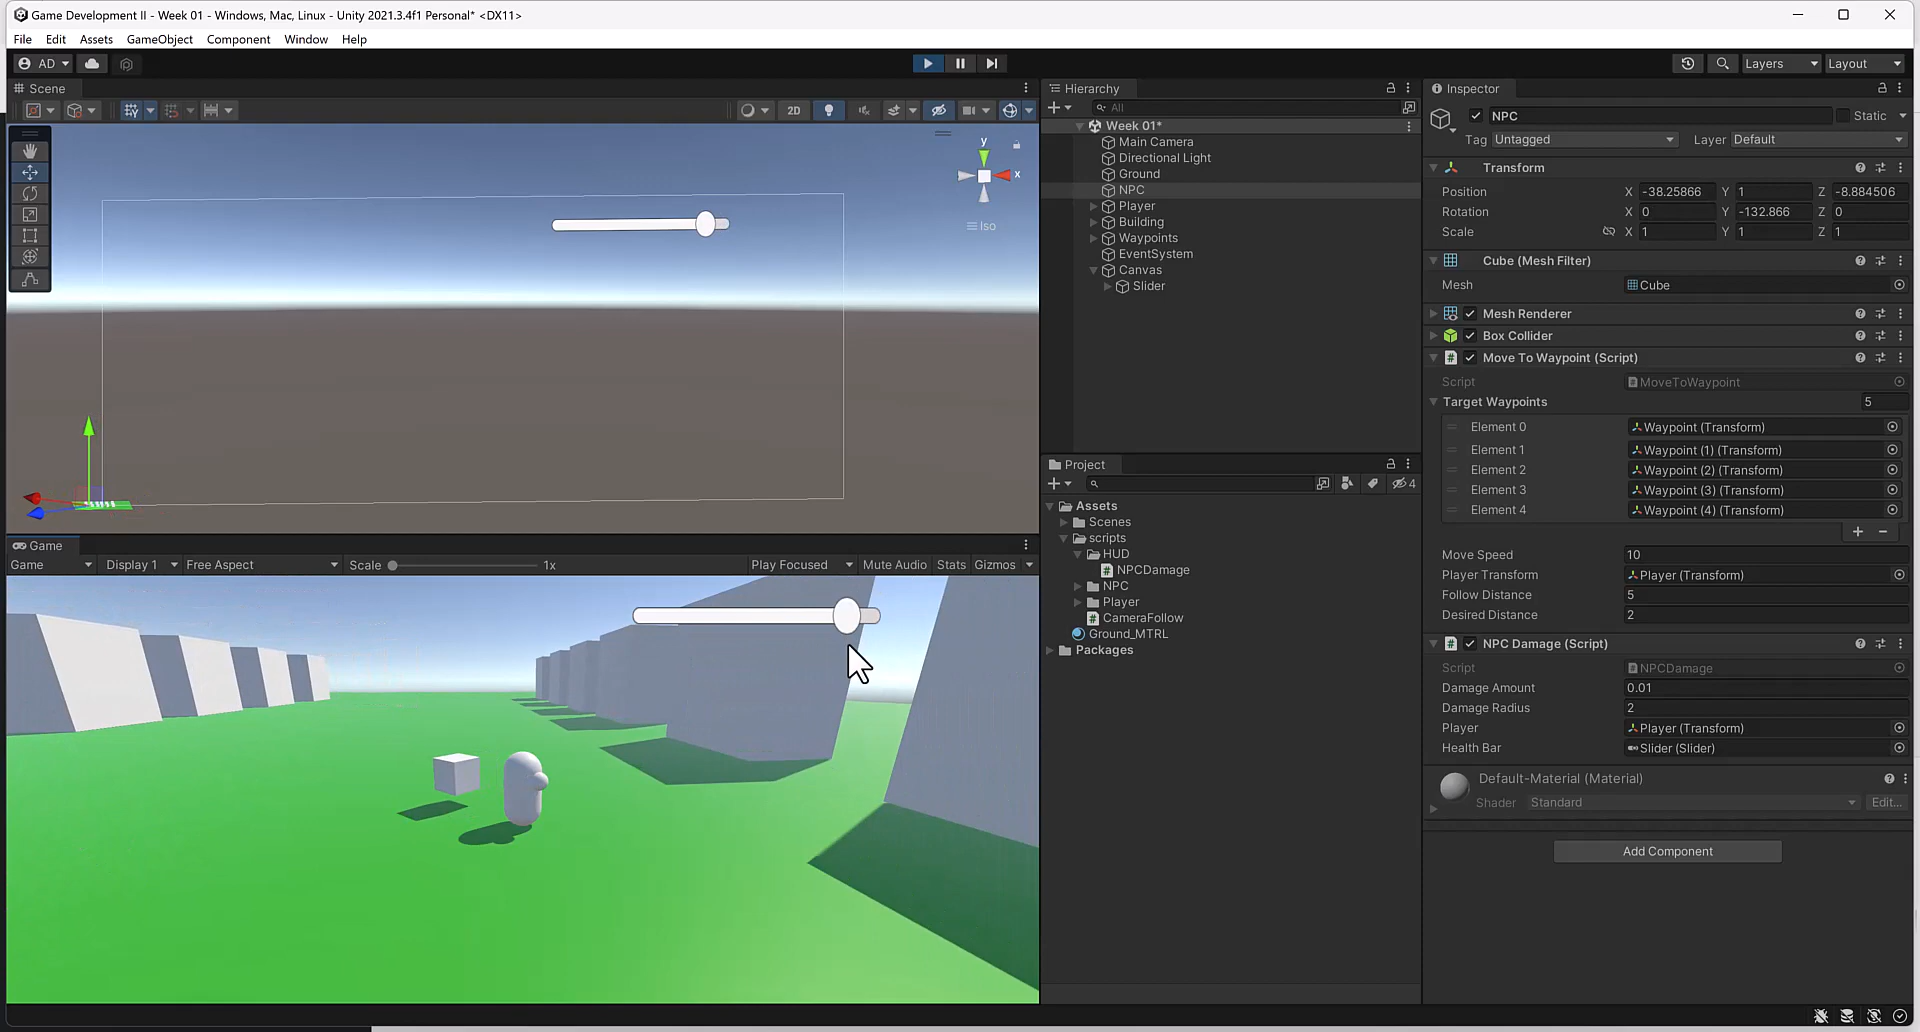 Game Development II - Week 01 - Windows, Mac, Linux - Unity 2021.3.4f1 Personal* <DX11>
File Edit Assets GameObject Component Window Help
AD
Layers Layout
Scene
2D
y
x
Iso
Game
Game Display 1 Free Aspect Scale 1x Play Focused Mute Audio Stats Gizmos
Hierarchy
All
Week 01*
Main Camera
Directional Light
Ground
NPC
Player
Building
Waypoints
EventSystem
Canvas
Slider
Project
4
Assets
Scenes
scripts
HUD
NPCDamage
NPC
Player
CameraFollow
Ground_MTRL
Packages
Inspector
NPC Static
Tag Untagged Layer Default
Transform
Position X -38.25866 Y 1 Z -8.884506
Rotation X 0 Y -132.866 Z 0
Scale X 1 Y 1 Z 1
Cube (Mesh Filter)
Mesh Cube
Mesh Renderer
Box Collider
Move To Waypoint (Script)
Script MoveToWaypoint
Target Waypoints 5
Element 0 Waypoint (Transform)
Element 1 Waypoint (1) (Transform)
Element 2 Waypoint (2) (Transform)
Element 3 Waypoint (3) (Transform)
Element 4 Waypoint (4) (Transform)
Move Speed 10
Player Transform Player (Transform)
Follow Distance 5
Desired Distance 2
NPC Damage (Script)
Script NPCDamage
Damage Amount 0.01
Damage Radius 2
Player Player (Transform)
Health Bar Slider (Slider)
Default-Material (Material)
Shader Standard Edit...
Add Component